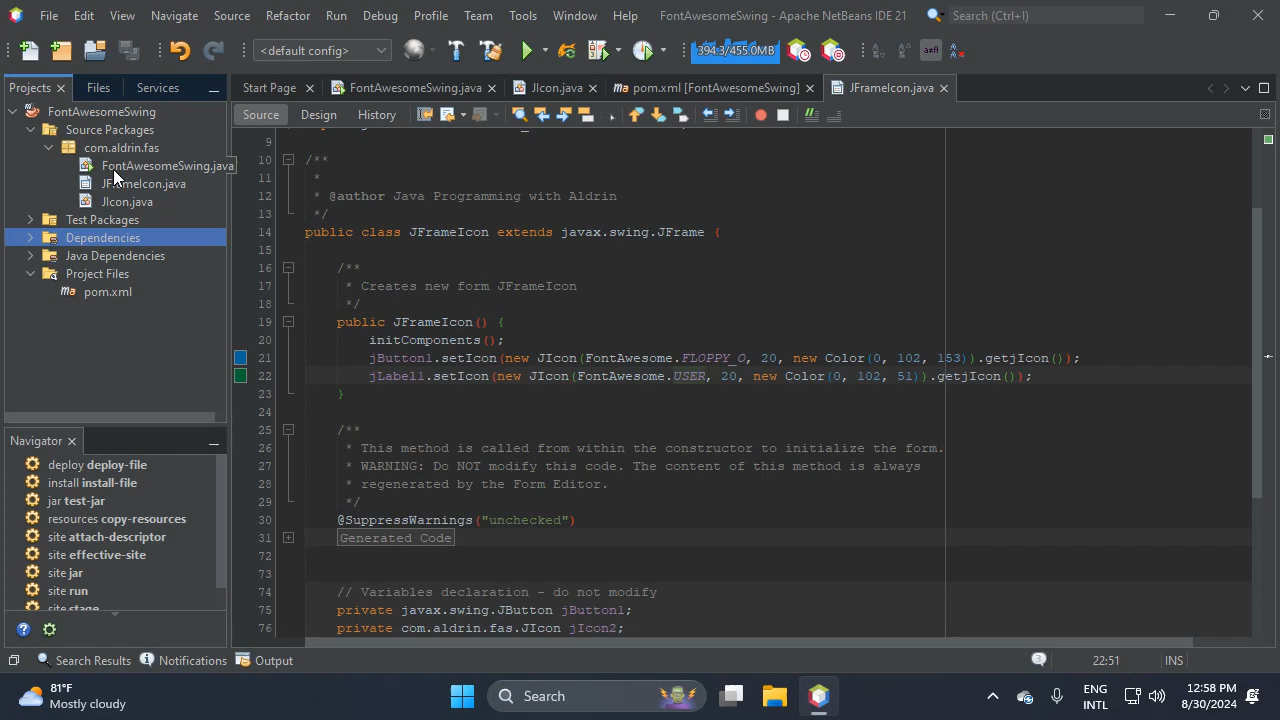 File Edit View Navigate Source Refactor Run Debug Profile Team Tools Window Help FontAwesomeSwing - Apache NetBeans IDE 21 Search (Ctrl+I)
<default config> 394.3/455.0MB
Projects Files Services
Start Page FontAwesomeSwing.java JIcon.java pom.xml [FontAwesomeSwing] JFrameIcon.java
Source Design History
FontAwesomeSwing
Source Packages
com.aldrin.fas
FontAwesomeSwing.java
JFrameIcon.java
JIcon.java
Test Packages
Dependencies
Java Dependencies
Project Files
pom.xml
9
10 /**
11 *
12 * @author Java Programming with Aldrin
13 */
14 public class JFrameIcon extends javax.swing.JFrame {
15
16 /**
17 * Creates new form JFrameIcon
18 */
19 public JFrameIcon() {
20 initComponents();
21 jButton1.setIcon(new JIcon(FontAwesome.FLOPPY_O, 20, new Color(0, 102, 153)).getjIcon());
22 jLabel1.setIcon(new JIcon(FontAwesome.USER, 20, new Color(0, 102, 51)).getjIcon());
23 }
24
25 /**
26 * This method is called from within the constructor to initialize the form.
27 * WARNING: Do NOT modify this code. The content of this method is always
28 * regenerated by the Form Editor.
29 */
30 @SuppressWarnings("unchecked")
31 Generated Code
72
73
74 // Variables declaration - do not modify
75 private javax.swing.JButton jButton1;
76 private com.aldrin.fas.JIcon jIcon2;
Navigator
deploy deploy-file
install install-file
jar test-jar
resources copy-resources
site attach-descriptor
site effective-site
site jar
site run
site stage
Search Results Notifications Output 3 22:51 INS
81°F
Mostly cloudy
Search
ENG
INTL
12:58 PM
8/30/2024